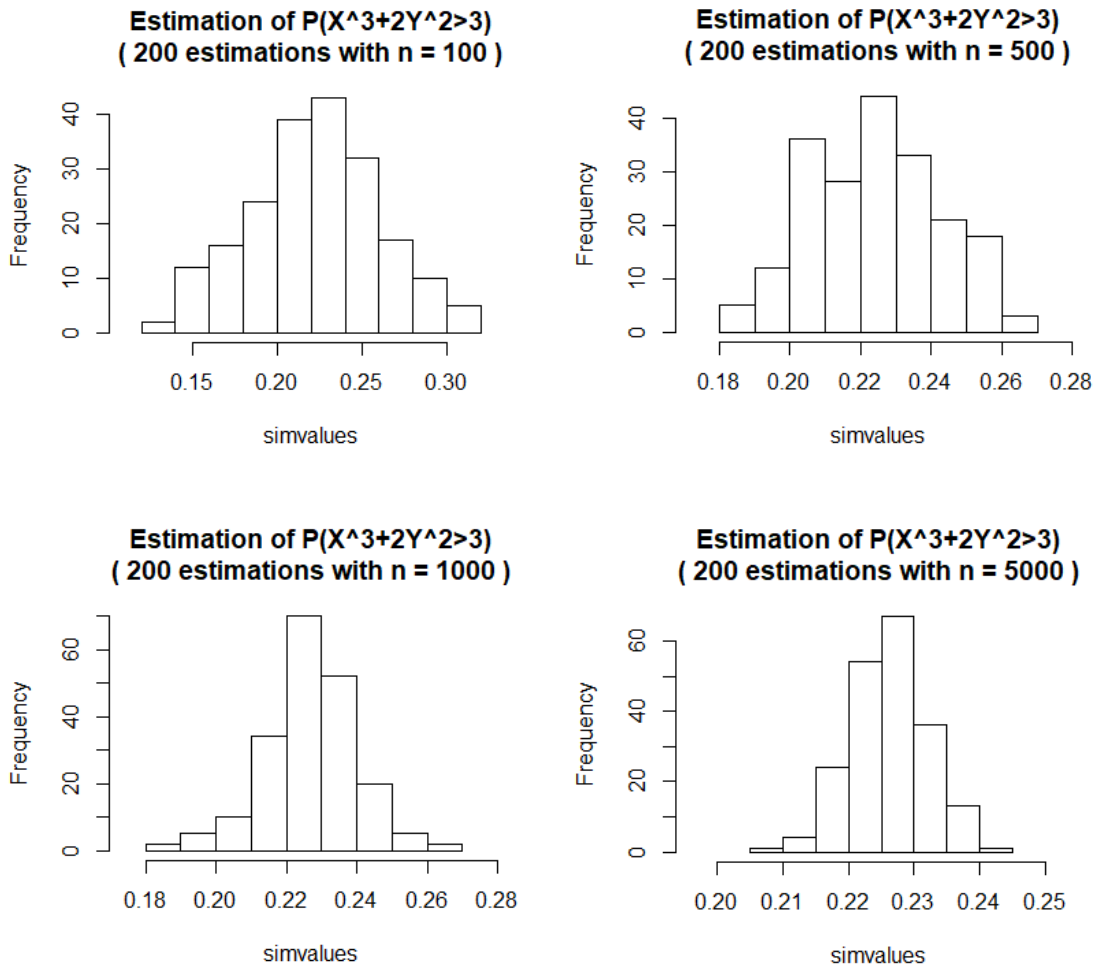 Estimation of P(X^3+2Y^2>3)
( 200 estimations with n = 100 )
Frequency
40
30
20
10
0
0.15 0.20 0.25 0.30
simvalues
Estimation of P(X^3+2Y^2>3)
( 200 estimations with n = 500 )
Frequency
40
30
20
10
0
0.18 0.20 0.22 0.24 0.26 0.28
simvalues
Estimation of P(X^3+2Y^2>3)
( 200 estimations with n = 1000 )
Frequency
60
40
20
0
0.18 0.20 0.22 0.24 0.26 0.28
simvalues
Estimation of P(X^3+2Y^2>3)
( 200 estimations with n = 5000 )
Frequency
60
40
20
0
0.20 0.21 0.22 0.23 0.24 0.25
simvalues